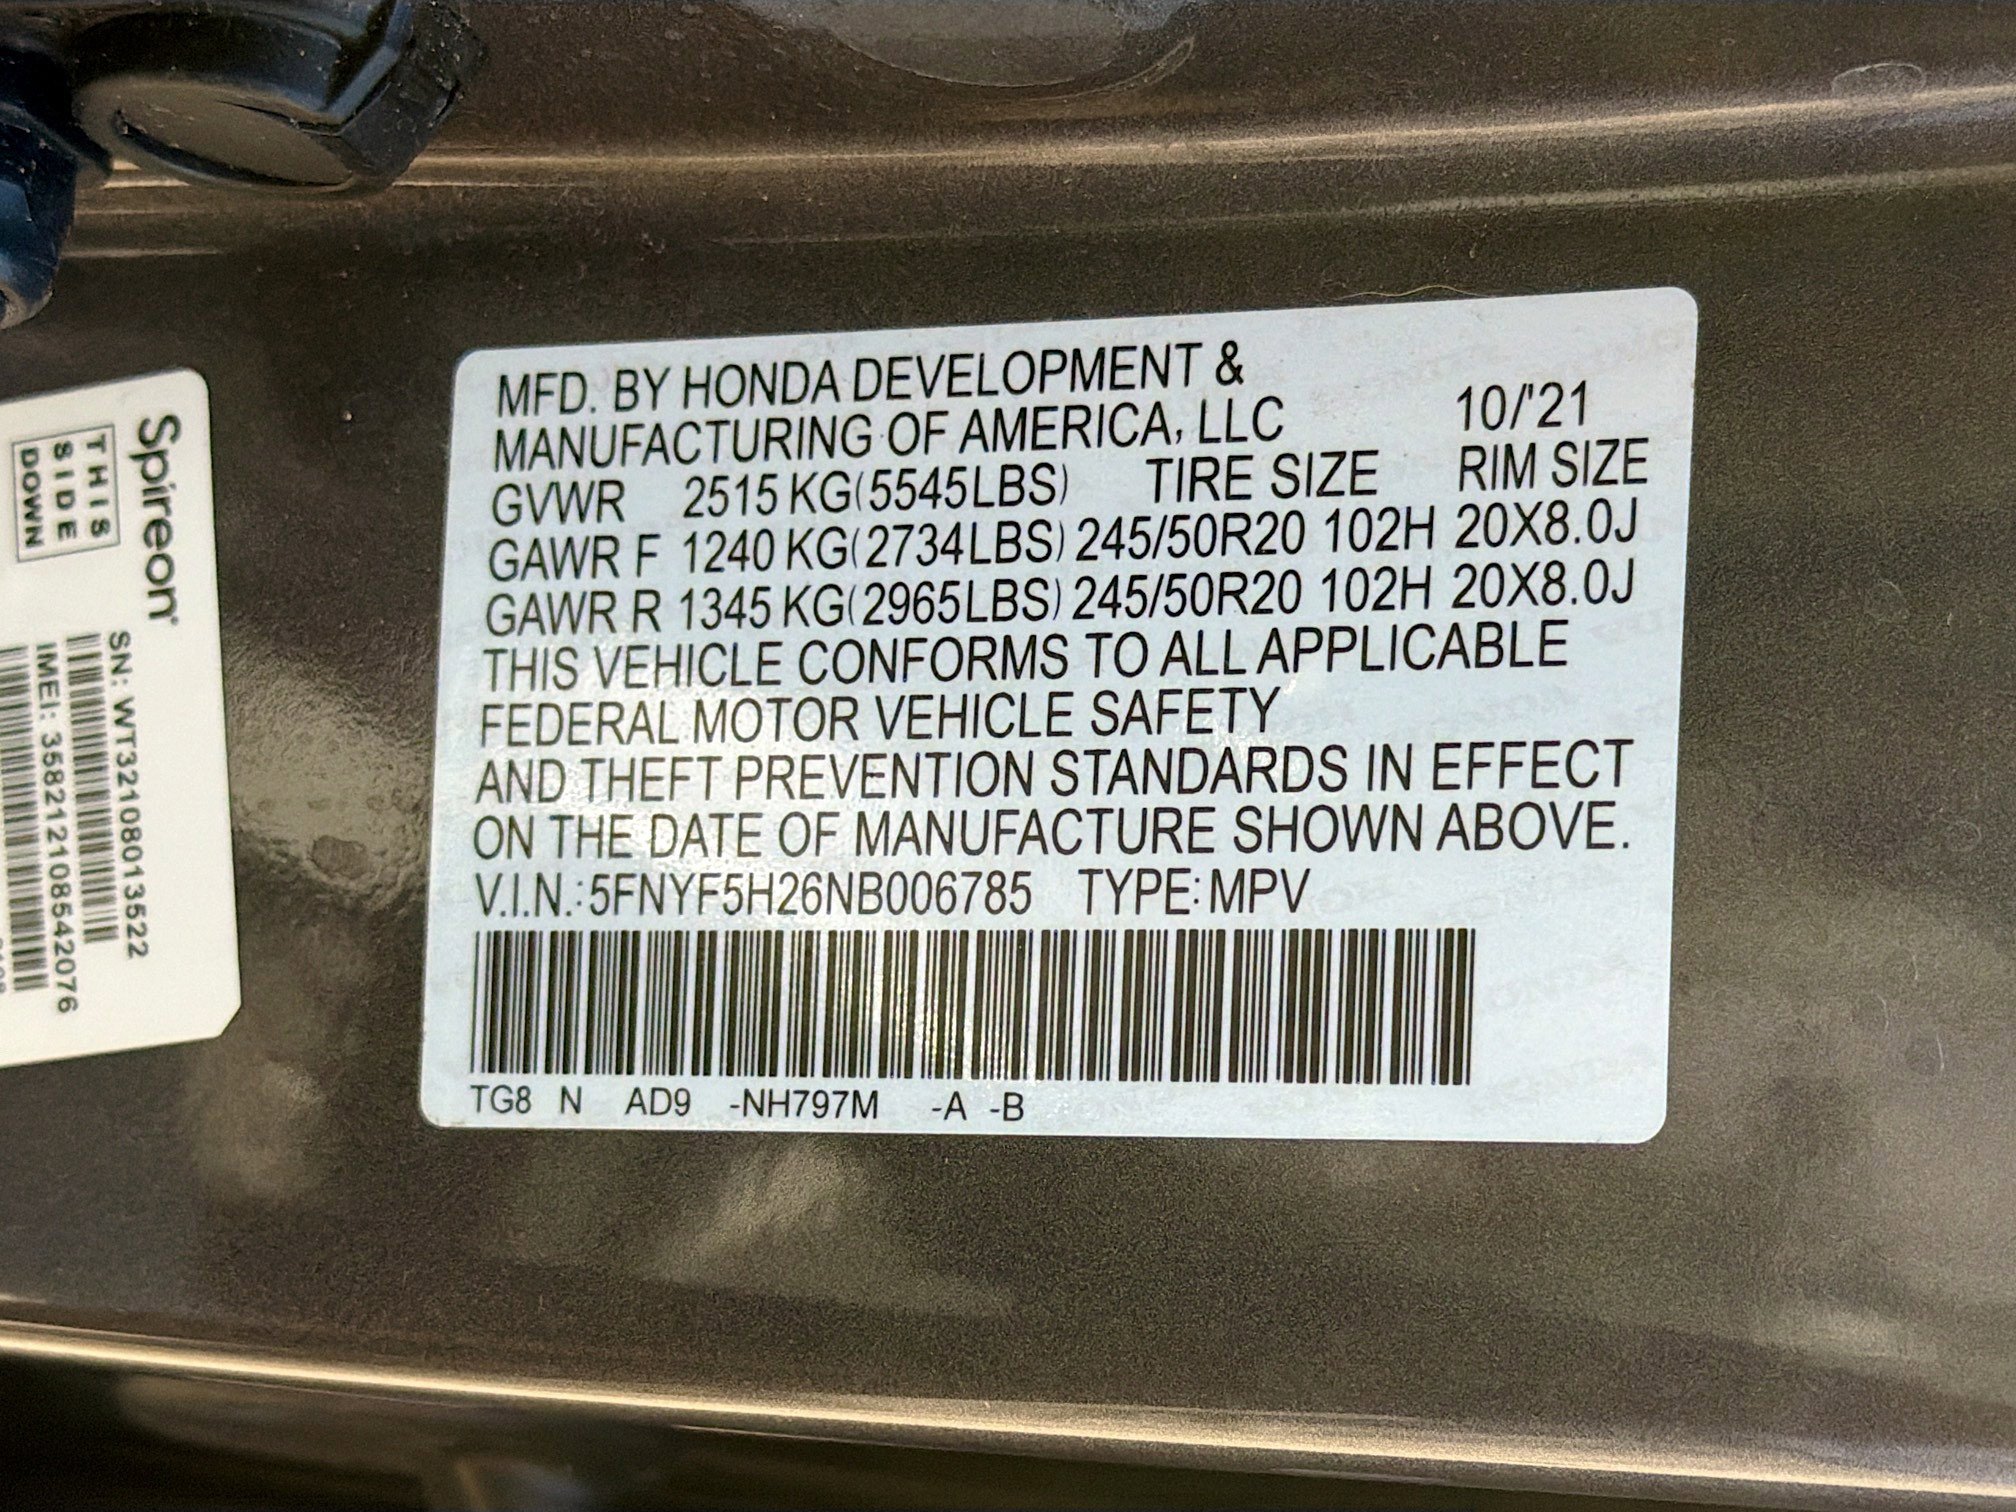 Spireon
THIS
SIDE
DOWN
SN: WT32108013522
IMEI: 358212108542076
MFD. BY HONDA DEVELOPMENT &
MANUFACTURING OF AMERICA, LLC 10/'21
GVWR 2515 KG(5545LBS) TIRE SIZE RIM SIZE
GAWR F 1240 KG(2734LBS) 245/50R20 102H 20X8.0J
GAWR R 1345 KG(2965LBS) 245/50R20 102H 20X8.0J
THIS VEHICLE CONFORMS TO ALL APPLICABLE
FEDERAL MOTOR VEHICLE SAFETY
AND THEFT PREVENTION STANDARDS IN EFFECT
ON THE DATE OF MANUFACTURE SHOWN ABOVE.
V.I.N.:5FNYF5H26NB006785 TYPE:MPV
TG8 N AD9 -NH797M -A -B